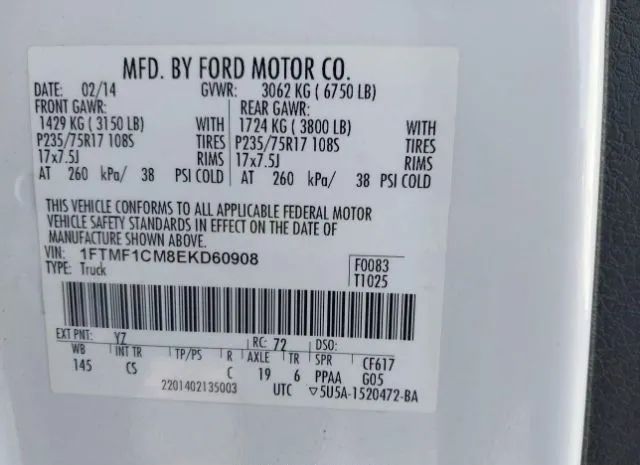 MFD. BY FORD MOTOR CO.
DATE: 02/14 GVWR: 3062 KG ( 6750 LB)
FRONT GAWR: REAR GAWR:
1429 KG ( 3150 LB) WITH 1724 KG ( 3800 LB) WITH
P235/75R17 108S TIRES P235/75R17 108S TIRES
17x7.5J RIMS 17x7.5J RIMS
AT 260 kPa/ 38 PSI COLD AT 260 kPa/ 38 PSI COLD
THIS VEHICLE CONFORMS TO ALL APPLICABLE FEDERAL MOTOR
VEHICLE SAFETY STANDARDS IN EFFECT ON THE DATE OF
MANUFACTURE SHOWN ABOVE.
VIN: 1FTMF1CM8EKD60908 F0083
TYPE: Truck T1025
EXT PNT: YZ RC: 72 DSO:
WB INT TR TP/PS R AXLE TR SPR CF617
145 CS C 19 6 PPAA G05
2201402135003 UTC ▽5U5A-1520472-BA